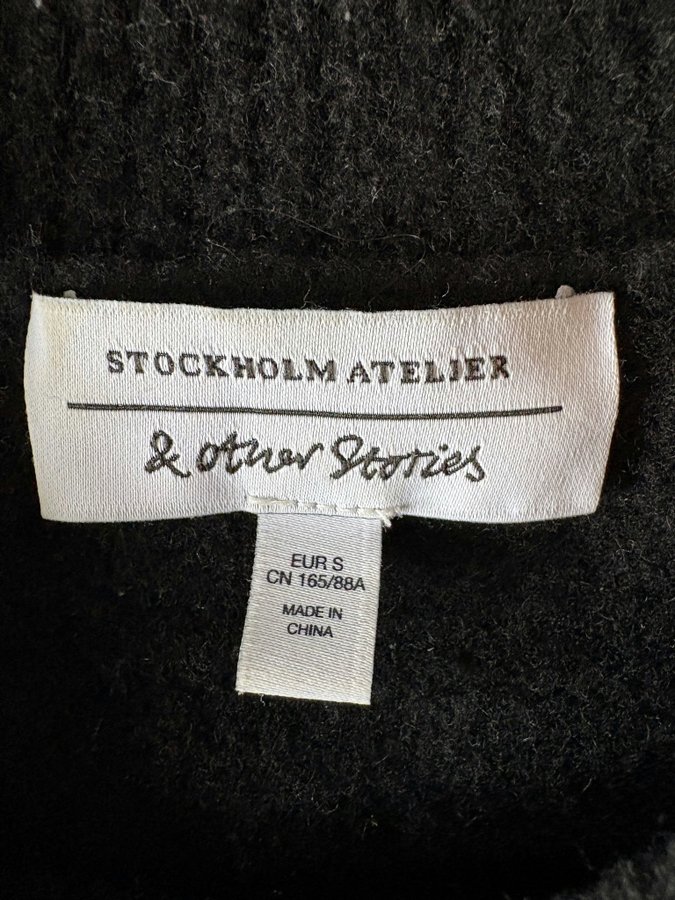 STOCKHOLM ATELIER
& other Stories
EUR S
CN 165/88A
MADE IN
CHINA